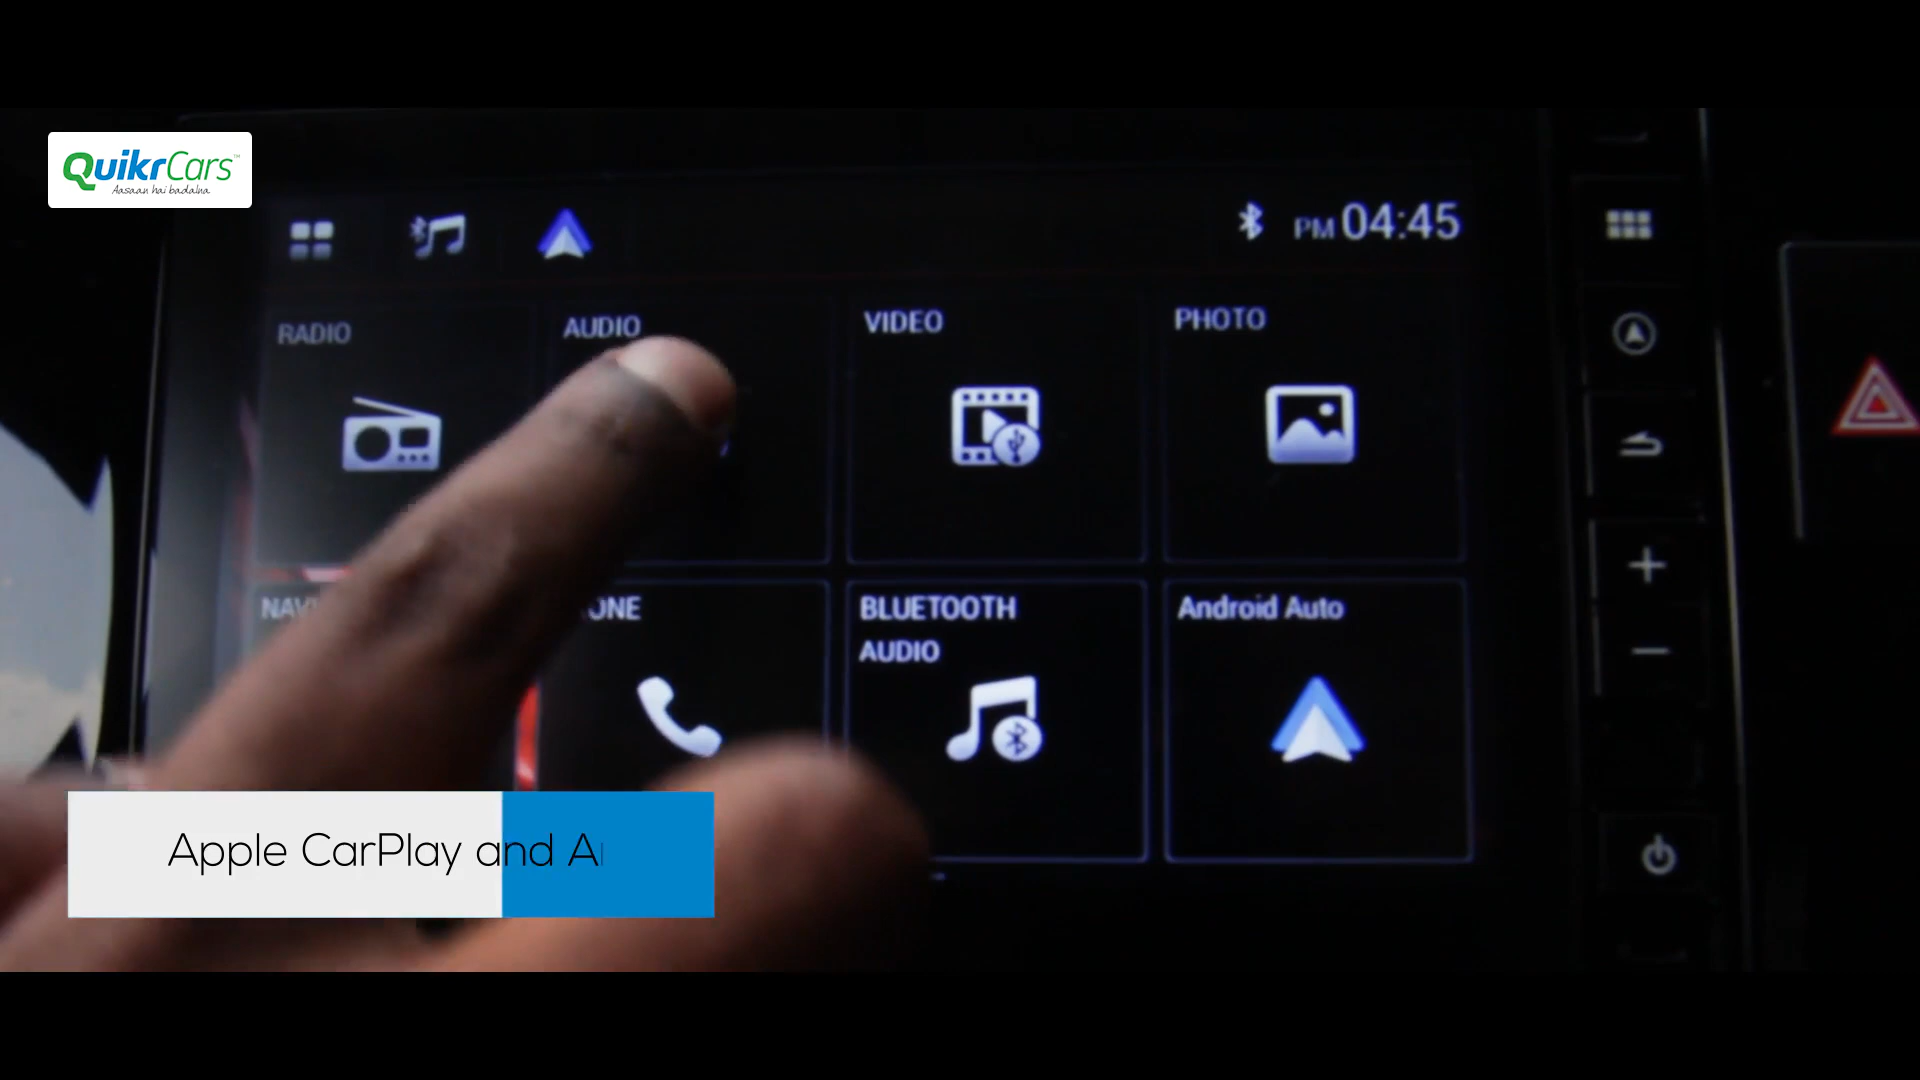 QuikrCars
Aasaan hai badalna
PM 04:45
RADIO
AUDIO
VIDEO
PHOTO
BLUETOOTH
AUDIO
Android Auto
Apple CarPlay and